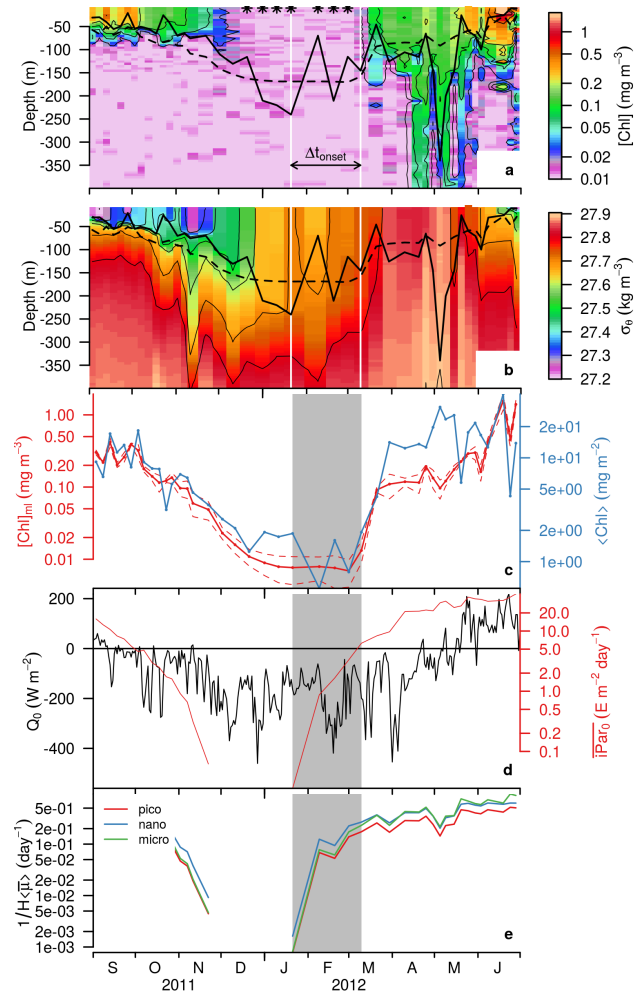 * *** * ***
-50
-100
-150
-200
-250
-300
-350
Depth (m)
Δt_onset
a
1
0.5
0.2
0.1
0.05
0.02
0.01
[Chl] (mg m⁻³)
-50
-100
-150
-200
-250
-300
-350
Depth (m)
b
27.9
27.8
27.7
27.6
27.5
27.4
27.3
27.2
σ_θ (kg m⁻³)
1.00
0.50
0.20
0.10
0.05
0.02
0.01
[Chl]_ml (mg m⁻³)
c
2e+01
1e+01
5e+00
2e+00
1e+00
<Chl> (mg m⁻²)
200
0
-200
-400
Q₀ (W m⁻²)
d
20.0
10.0
5.0
2.0
1.0
0.5
0.2
0.1
iPar₀ (E m⁻² day⁻¹)
5e-01
2e-01
1e-01
5e-02
2e-02
1e-02
5e-03
2e-03
1e-03
1/H<μ> (day⁻¹)
pico
nano
micro
e
S O N D J F M A M J
2011 2012